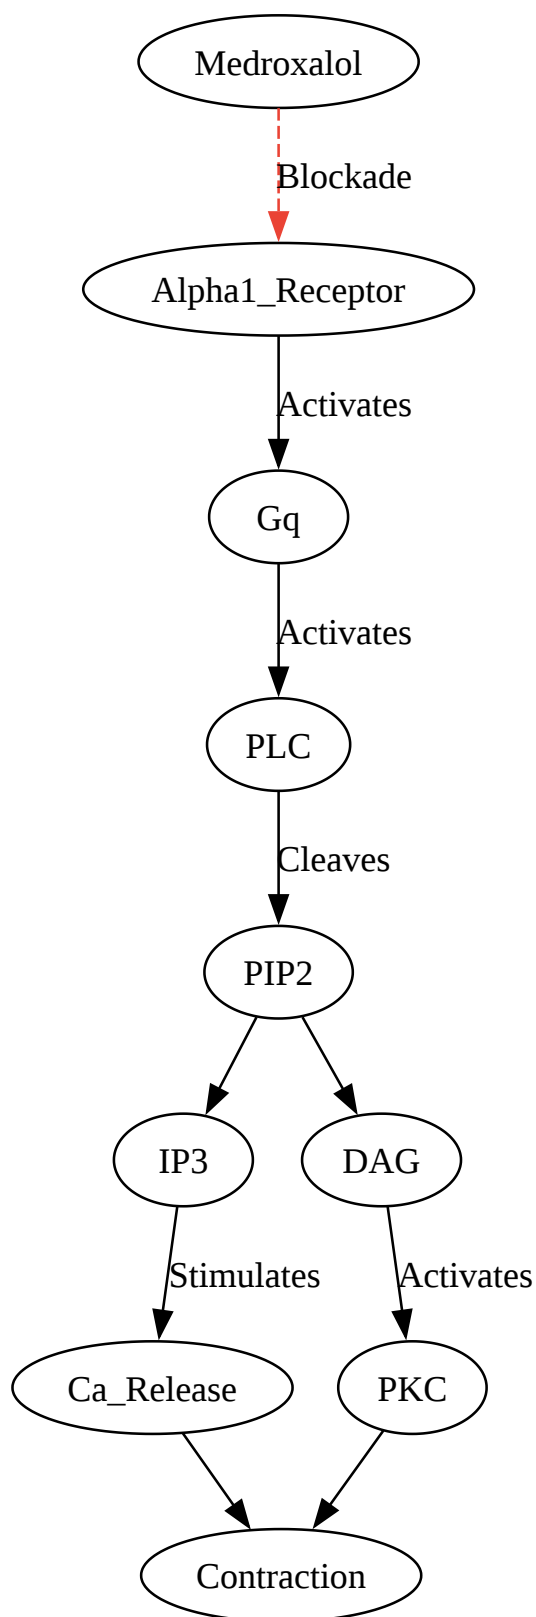 Medroxalol
Blockade
Alpha1_Receptor
Activates
Gq
Activates
PLC
Cleaves
PIP2
IP3
DAG
Stimulates
Activates
Ca_Release
PKC
Contraction